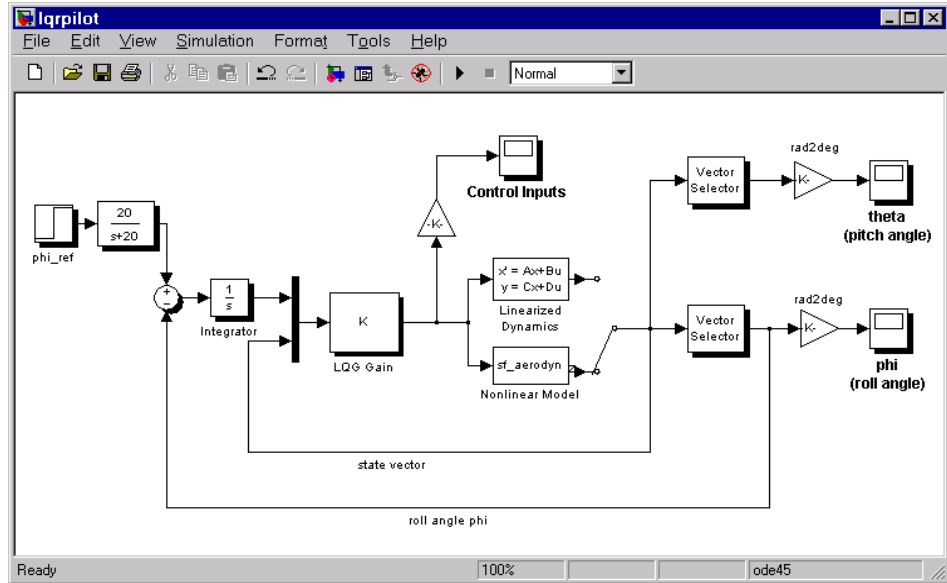 lqrpilot
File Edit View Simulation Format Tools Help
Normal
phi_ref
20
s+20
+
−
1
s
Integrator
K
LQG Gain
-K-
Control Inputs
x' = Ax+Bu
y = Cx+Du
Linearized
Dynamics
sf_aerodyn
Nonlinear Model
Vector
Selector
rad2deg
K-
theta
(pitch angle)
Vector
Selector
rad2deg
K-
phi
(roll angle)
state vector
roll angle phi
Ready
100%
ode45